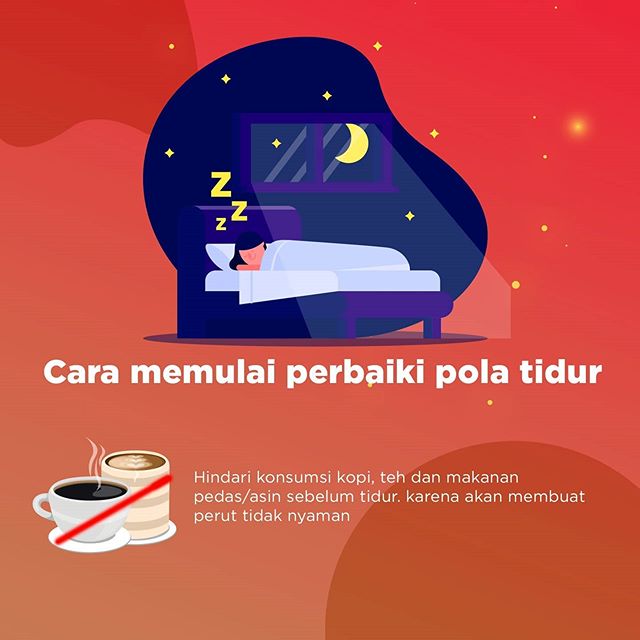 Z
Z
Z
Cara memulai perbaiki pola tidur
Hindari konsumsi kopi, teh dan makanan
pedas/asin sebelum tidur. karena akan membuat
perut tidak nyaman